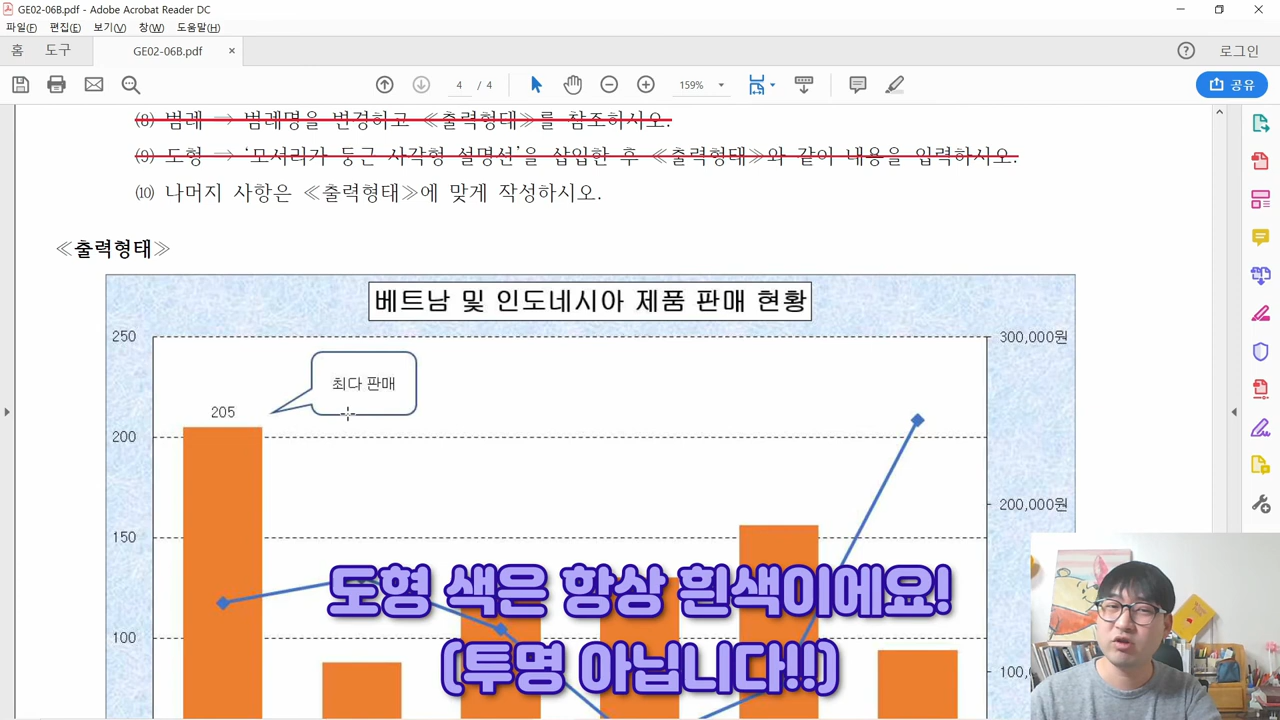 GE02-06B.pdf - Adobe Acrobat Reader DC
파일(F) 편집(E) 보기(V) 창(W) 도움말(H)
홈 도구 GE02-06B.pdf × 로그인
4 / 4 159% 공유
(8) 범례 → 범례명을 변경하고 ≪출력형태≫를 참조하시오.
(9) 도형 → ‘모서리가 둥근 사각형 설명선’을 삽입한 후 ≪출력형태≫와 같이 내용을 입력하시오.
(10) 나머지 사항은 ≪출력형태≫에 맞게 작성하시오.
≪출력형태≫
베트남 및 인도네시아 제품 판매 현황
250 300,000원
최다 판매
205
200
200,000원
150
도형 색은 항상 흰색이에요!
100
(투명 아닙니다!!)